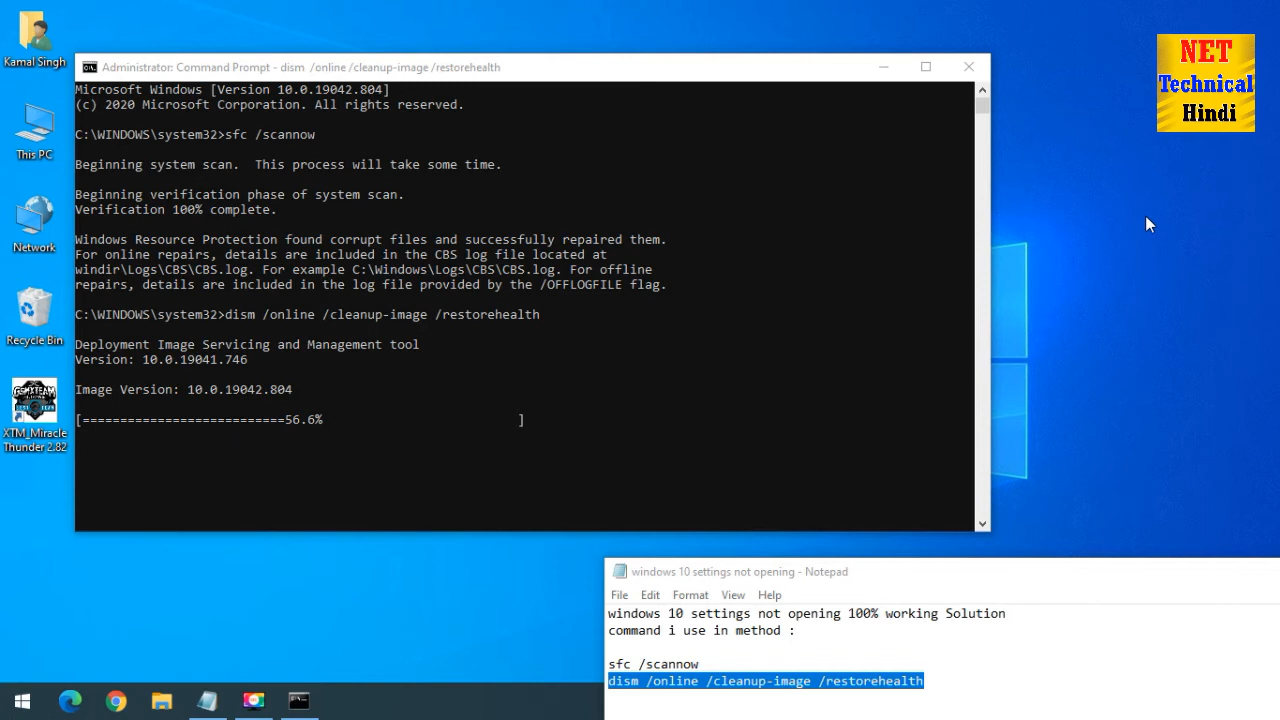 Kamal Singh
This PC
Network
Recycle Bin
XTM_Miracle
Thunder 2.82
NET
Technical
Hindi
Administrator: Command Prompt - dism  /online /cleanup-image /restorehealth
Microsoft Windows [Version 10.0.19042.804]
(c) 2020 Microsoft Corporation. All rights reserved.
C:\WINDOWS\system32>sfc /scannow
Beginning system scan.  This process will take some time.
Beginning verification phase of system scan.
Verification 100% complete.
Windows Resource Protection found corrupt files and successfully repaired them.
For online repairs, details are included in the CBS log file located at
windir\Logs\CBS\CBS.log. For example C:\Windows\Logs\CBS\CBS.log. For offline
repairs, details are included in the log file provided by the /OFFLOGFILE flag.
C:\WINDOWS\system32>dism /online /cleanup-image /restorehealth
Deployment Image Servicing and Management tool
Version: 10.0.19041.746
Image Version: 10.0.19042.804
[===========================56.6%                          ]
windows 10 settings not opening - Notepad
File Edit Format View Help
windows 10 settings not opening 100% working Solution
command i use in method :
sfc /scannow
dism /online /cleanup-image /restorehealth